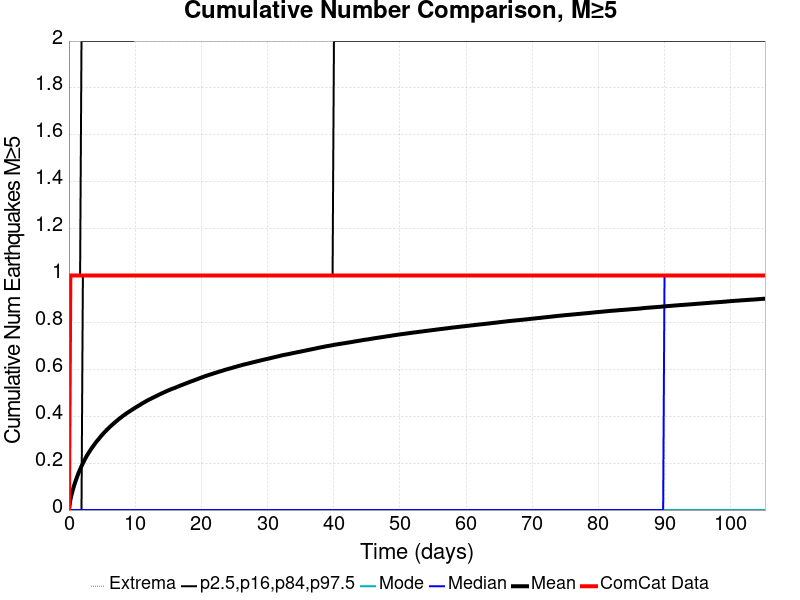 Cumulative Number Comparison, M≥5
Cumulative Num Earthquakes M≥5
2
1.8
1.6
1.4
1.2
1
0.8
0.6
0.4
0.2
0
0 10 20 30 40 50 60 70 80 90 100
Time (days)
Extrema p2.5,p16,p84,p97.5 Mode Median Mean ComCat Data